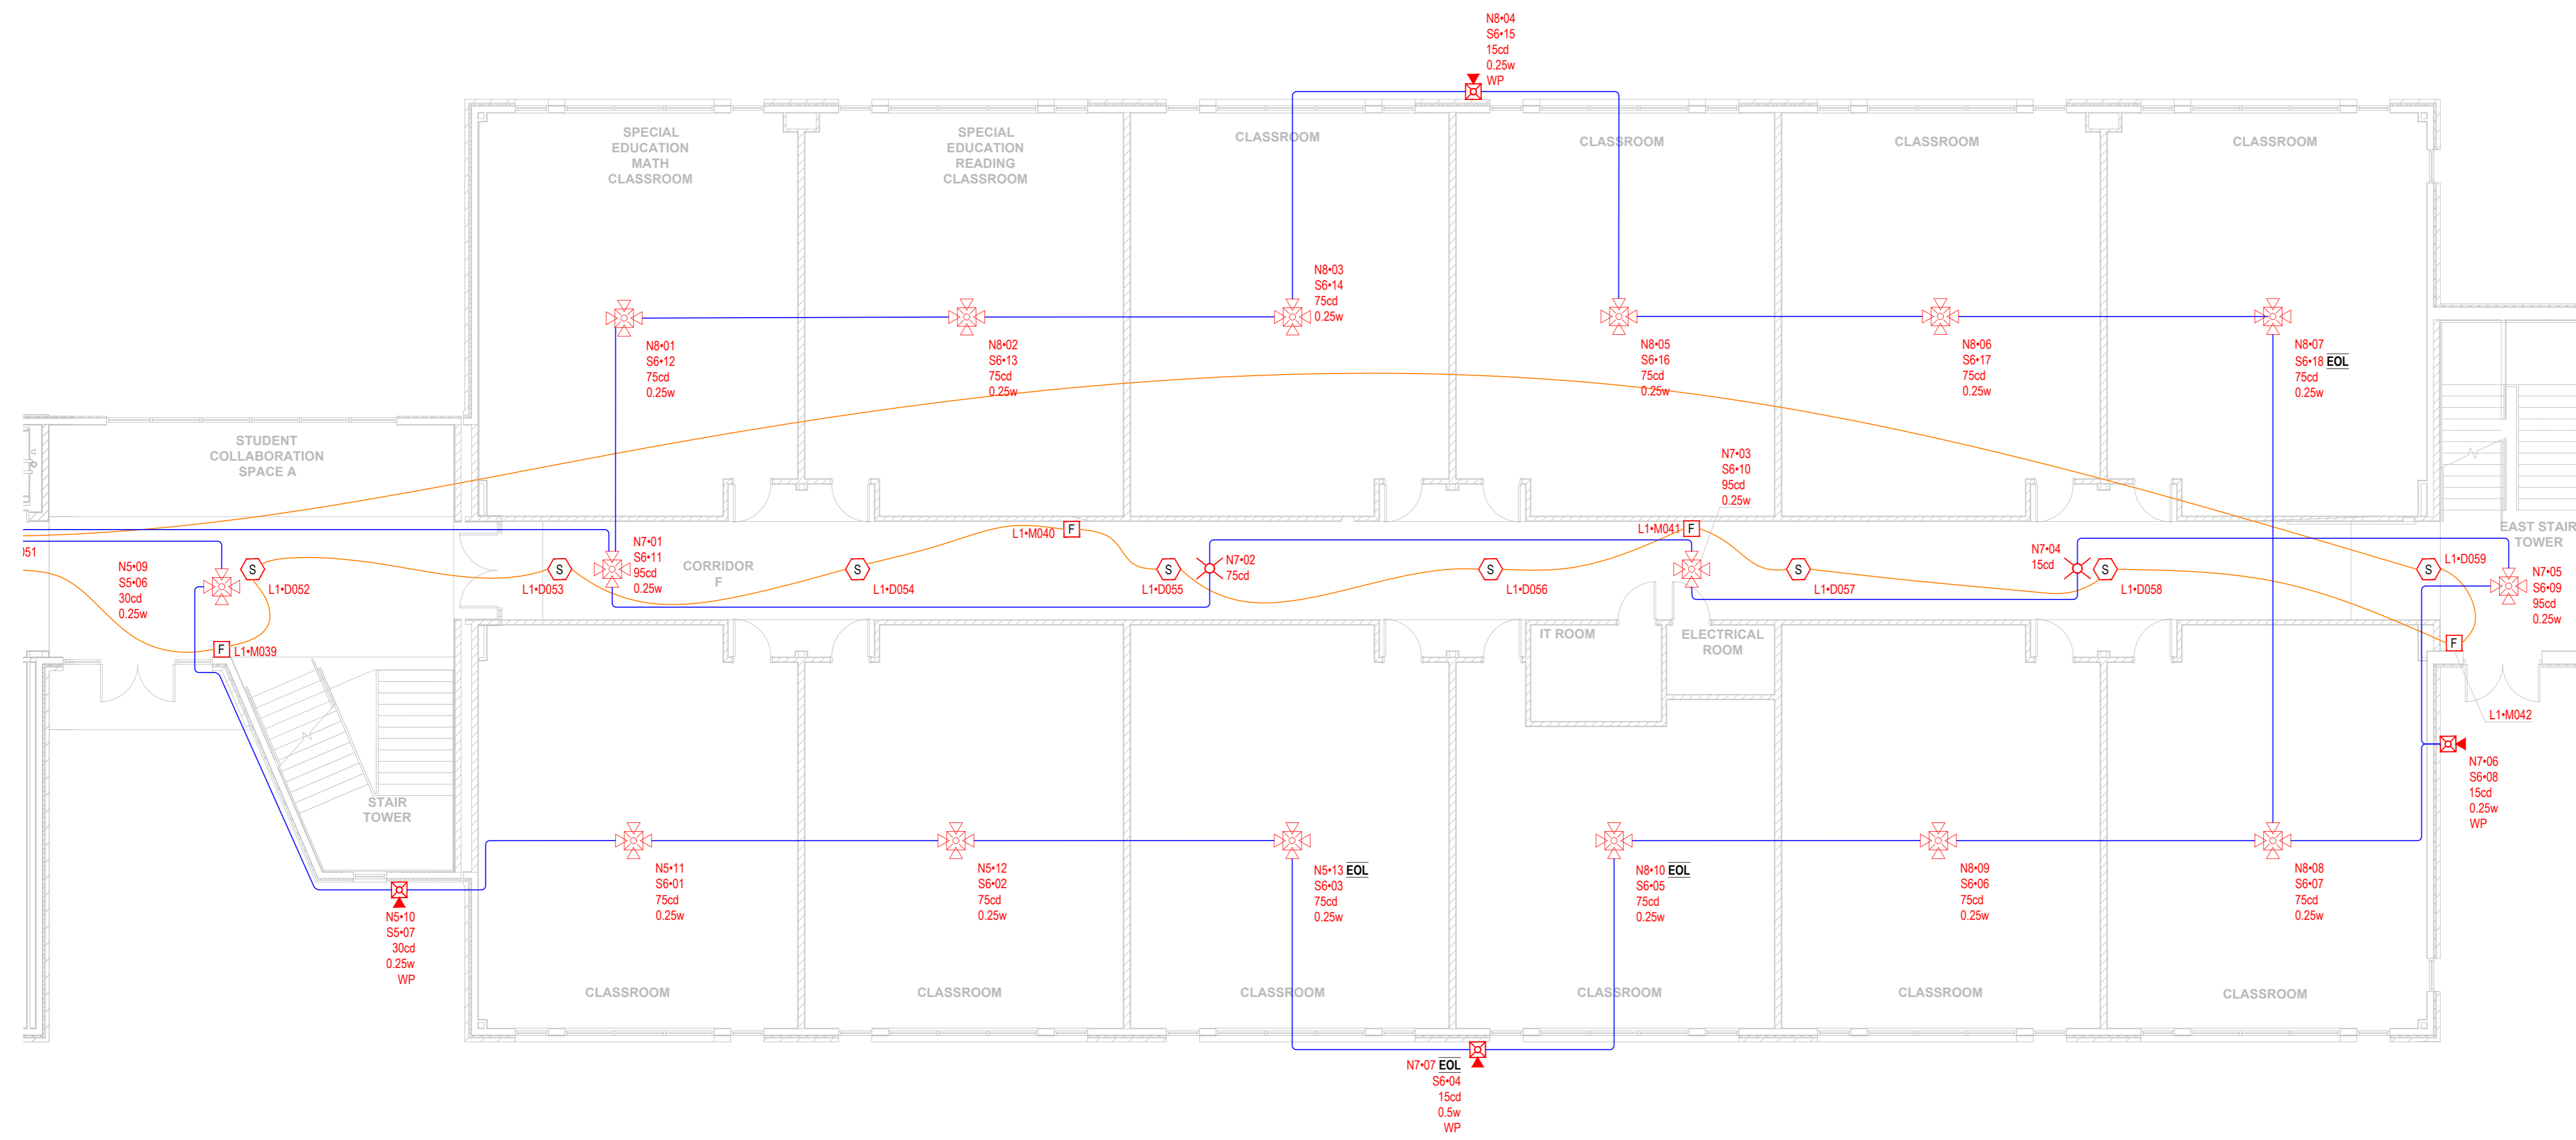 N8•04
S6•15
15cd
0.25w
WP
SPECIAL
EDUCATION
MATH
CLASSROOM
SPECIAL
EDUCATION
READING
CLASSROOM
CLASSROOM
CLASSROOM
CLASSROOM
CLASSROOM
N8•03
S6•14
75cd
0.25w
N8•01
S6•12
75cd
0.25w
N8•02
S6•13
75cd
0.25w
N8•05
S6•16
75cd
0.25w
N8•06
S6•17
75cd
0.25w
N8•07
S6•18 EOL
75cd
0.25w
STUDENT
COLLABORATION
SPACE A
N7•03
S6•10
95cd
0.25w
EAST STAIR
TOWER
051
N5•09
S5•06
30cd
0.25w
S
L1•D052
F
L1•M039
S
L1•D053
N7•01
S6•11
95cd
0.25w
CORRIDOR
F
S
L1•D054
L1•M040
F
S
L1•D055
N7•02
75cd
S
L1•D056
L1•M041
F
S
L1•D057
N7•04
15cd
S
L1•D058
S
L1•D059
N7•05
S6•09
95cd
0.25w
F
L1•M042
IT ROOM
ELECTRICAL
ROOM
N7•06
S6•08
15cd
0.25w
WP
STAIR
TOWER
N5•10
S5•07
30cd
0.25w
WP
N5•11
S6•01
75cd
0.25w
N5•12
S6•02
75cd
0.25w
N5•13 EOL
S6•03
75cd
0.25w
N8•10 EOL
S6•05
75cd
0.25w
N8•09
S6•06
75cd
0.25w
N8•08
S6•07
75cd
0.25w
CLASSROOM
CLASSROOM
CLASSROOM
CLASSROOM
CLASSROOM
CLASSROOM
N7•07 EOL
S6•04
15cd
0.5w
WP